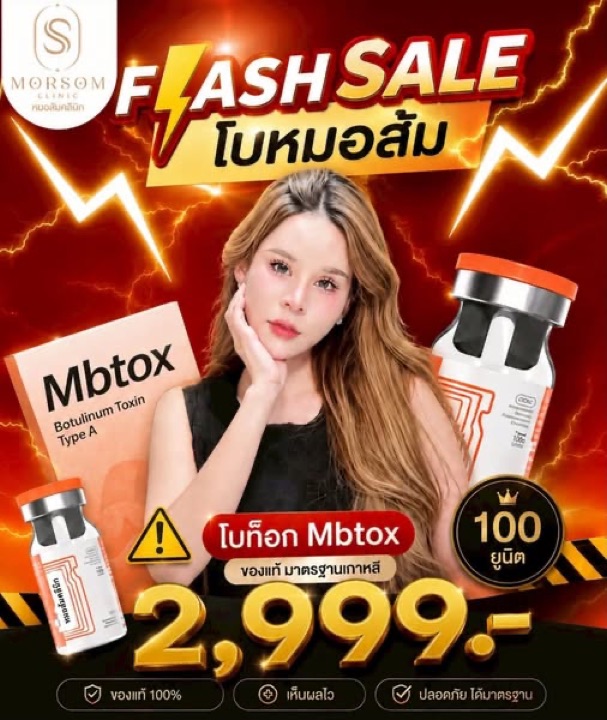 MORSOM
CLINIC
หมอส้มคลินิก
FLASH SALE
โบหมอส้ม
Mbtox
Botulinum Toxin
Type A
โบท็อก Mbtox
ของแท้ มาตรฐานเกาหลี
100
ยูนิต
2,999.-
ของแท้ 100%
เห็นผลไว
ปลอดภัย ได้มาตรฐาน